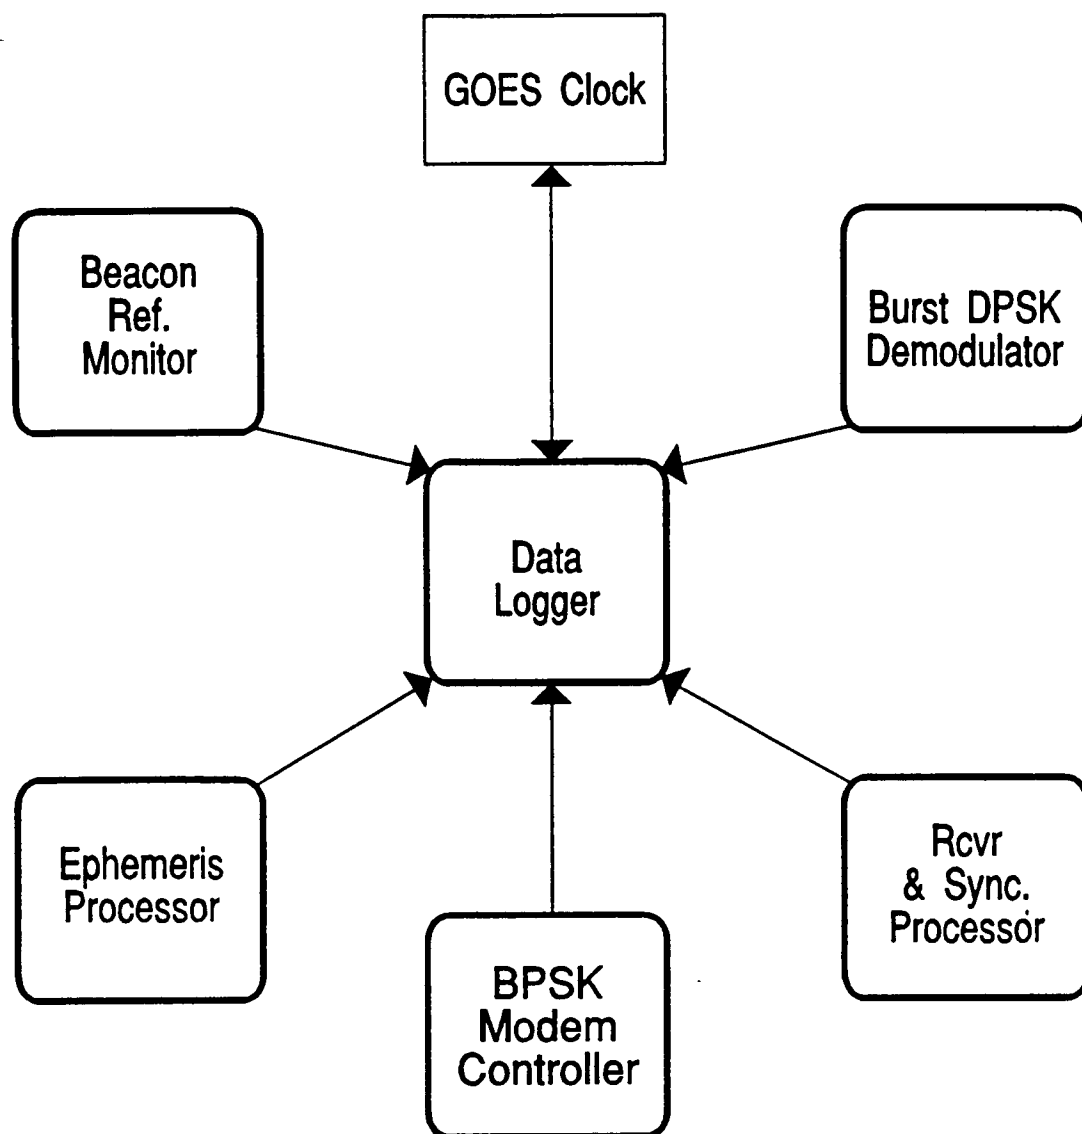 GOES Clock
Beacon
Ref.
Monitor
Burst DPSK
Demodulator
Data
Logger
Ephemeris
Processor
Rcvr
& Sync.
Processor
BPSK
Modem
Controller